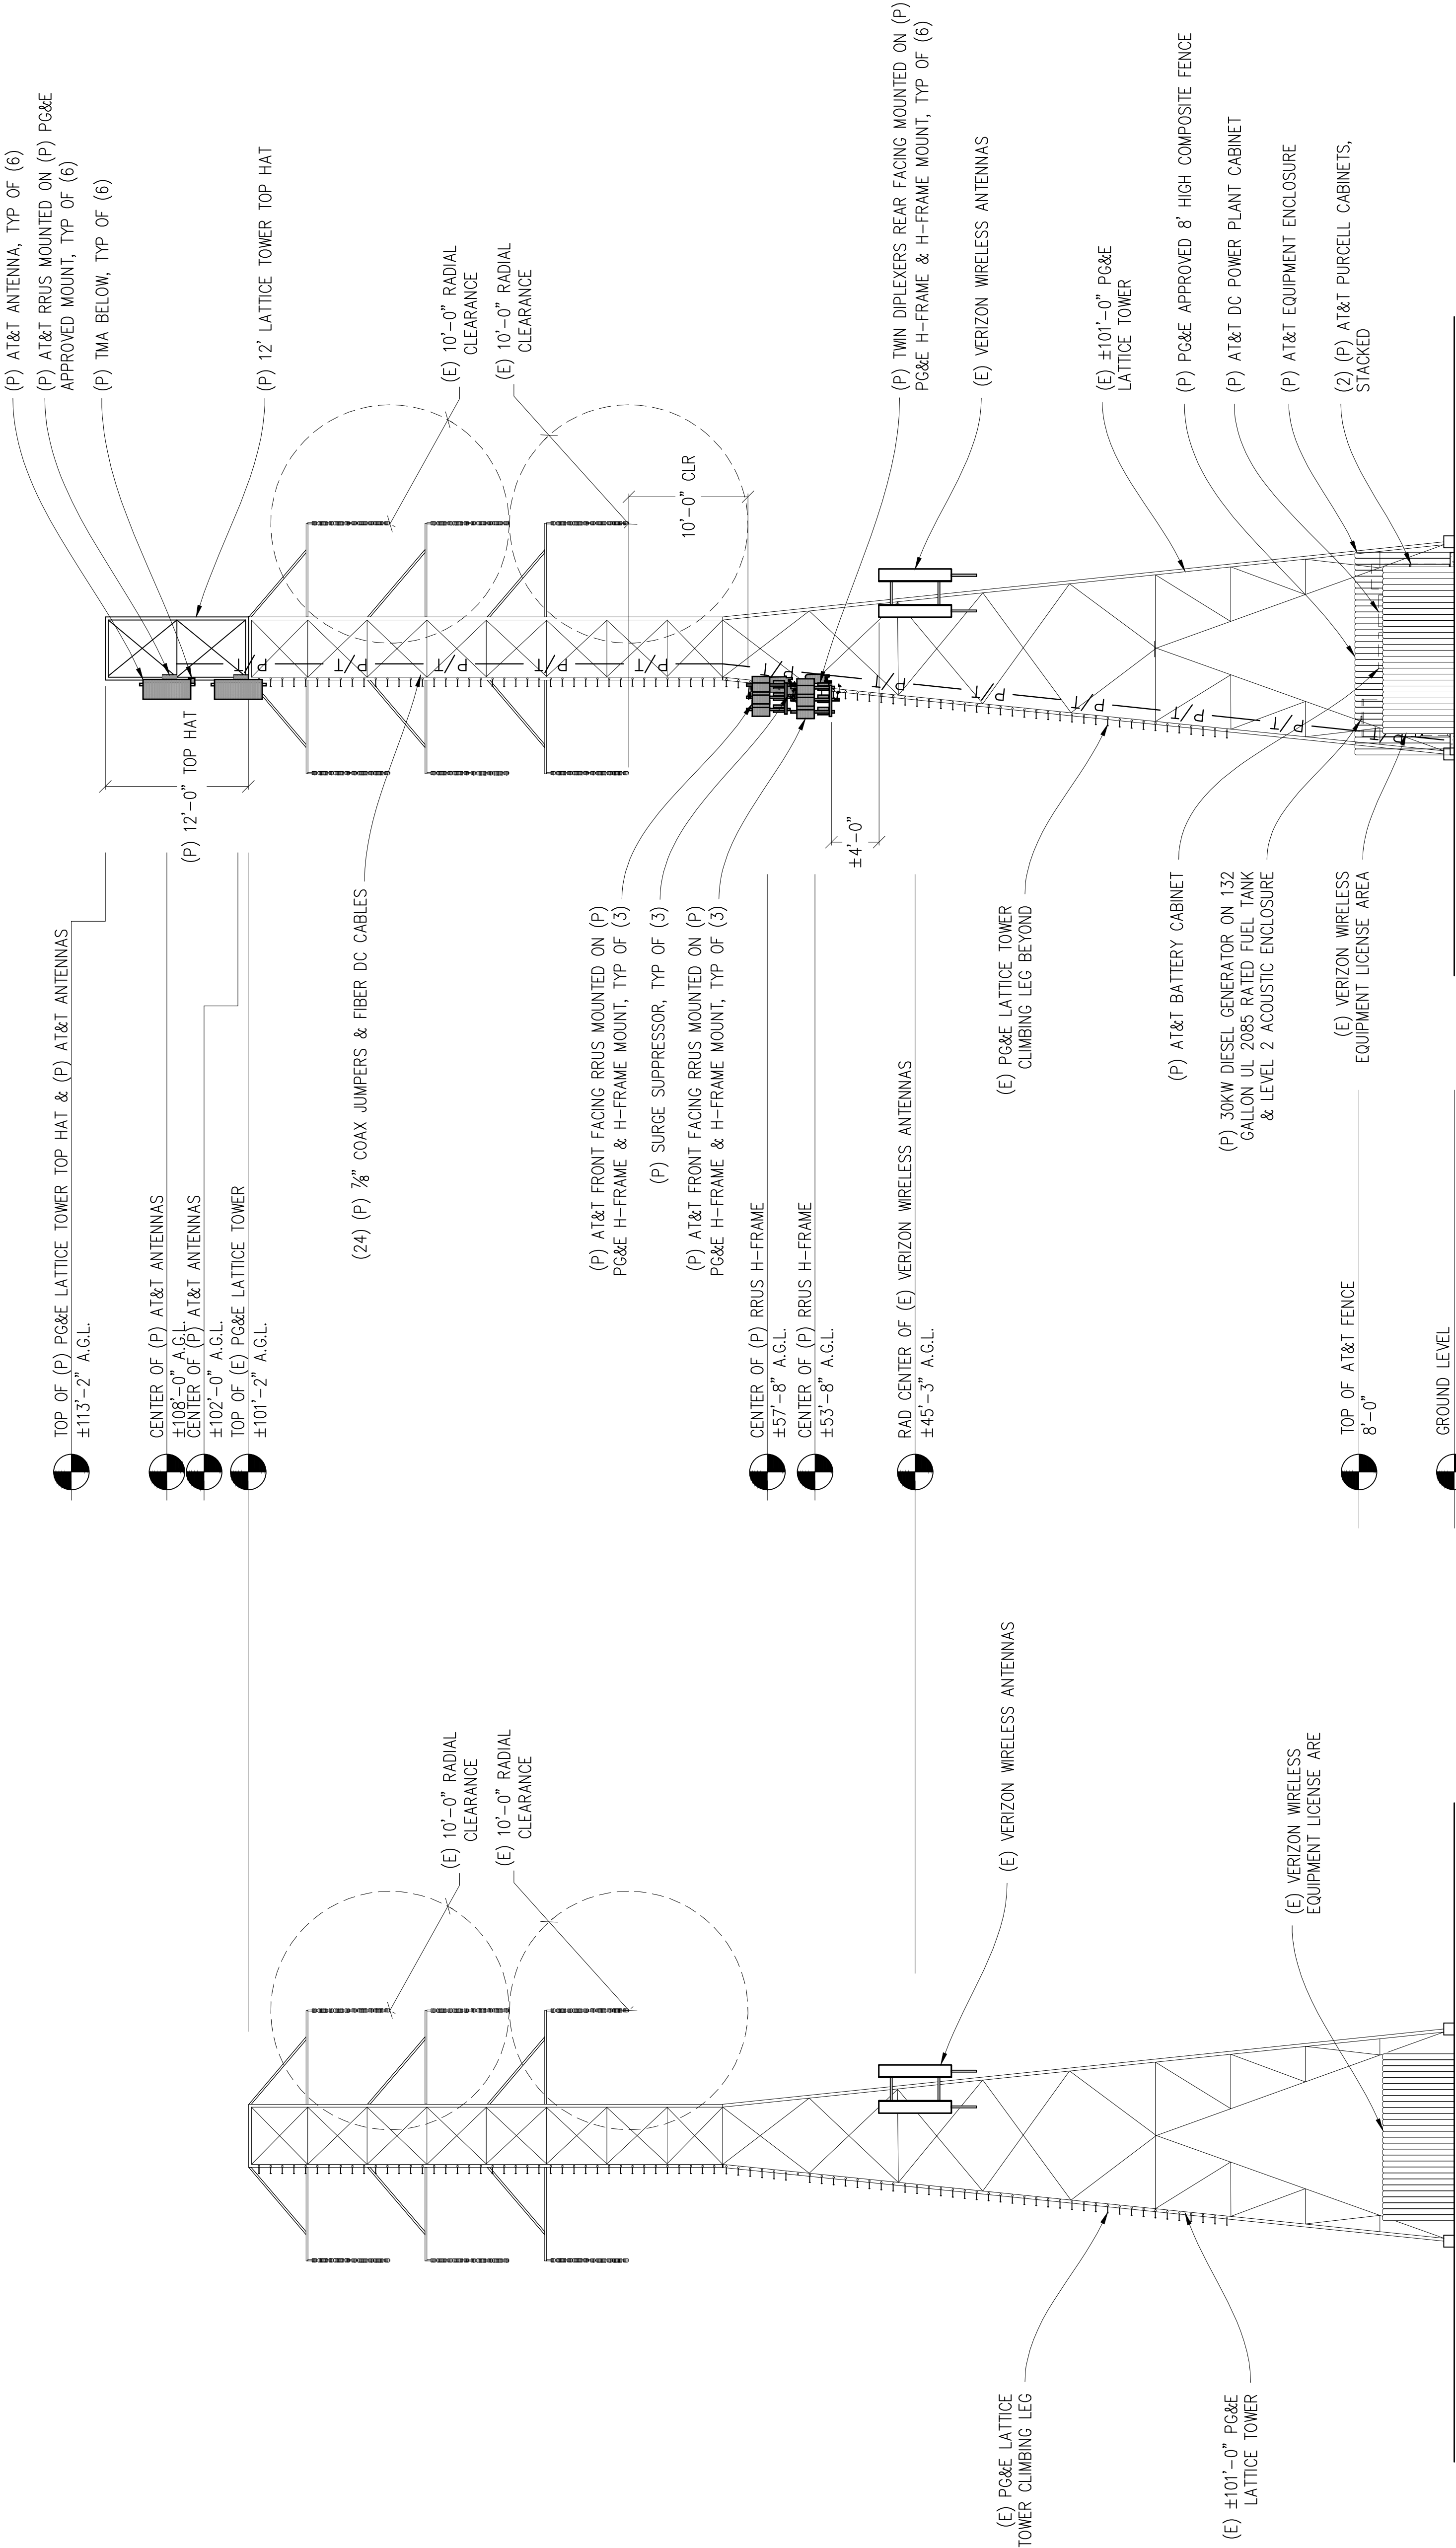 (P) AT&T ANTENNA, TYP OF (6)
(P) AT&T RRUS MOUNTED ON (P) PG&E
APPROVED MOUNT, TYP OF (6)
(P) TMA BELOW, TYP OF (6)
(P) 12' LATTICE TOWER TOP HAT
(E) 10'-0" RADIAL
CLEARANCE
(E) 10'-0" RADIAL
CLEARANCE
10'-0" CLR
(P) TWIN DIPLEXERS REAR FACING MOUNTED ON (P)
PG&E H-FRAME & H-FRAME MOUNT, TYP OF (6)
(E) VERIZON WIRELESS ANTENNAS
(E) ±101'-0" PG&E
LATTICE TOWER
(P) PG&E APPROVED 8' HIGH COMPOSITE FENCE
(P) AT&T DC POWER PLANT CABINET
(P) AT&T EQUIPMENT ENCLOSURE
(2) (P) AT&T PURCELL CABINETS,
STACKED
P/T
P/T
P/T
P/T
P/T
P/T
P/T
P/T
P/T
P/T
P/T
P/T
(P) 12'-0" TOP HAT
(24) (P) ⅞" COAX JUMPERS & FIBER DC CABLES
(P) AT&T FRONT FACING RRUS MOUNTED ON (P)
PG&E H-FRAME & H-FRAME MOUNT, TYP OF (3)
(P) SURGE SUPPRESSOR, TYP OF (3)
(P) AT&T FRONT FACING RRUS MOUNTED ON (P)
PG&E H-FRAME & H-FRAME MOUNT, TYP OF (3)
±4'-0"
(E) PG&E LATTICE TOWER
CLIMBING LEG BEYOND
(P) AT&T BATTERY CABINET
(P) 30KW DIESEL GENERATOR ON 132
GALLON UL 2085 RATED FUEL TANK
& LEVEL 2 ACOUSTIC ENCLOSURE
(E) VERIZON WIRELESS
EQUIPMENT LICENSE AREA
TOP OF (P) PG&E LATTICE TOWER TOP HAT & (P) AT&T ANTENNAS
±113'-2" A.G.L.
CENTER OF (P) AT&T ANTENNAS
±108'-0" A.G.L.
CENTER OF (P) AT&T ANTENNAS
±102'-0" A.G.L.
TOP OF (E) PG&E LATTICE TOWER
±101'-2" A.G.L.
CENTER OF (P) RRUS H-FRAME
±57'-8" A.G.L.
CENTER OF (P) RRUS H-FRAME
±53'-8" A.G.L.
RAD CENTER OF (E) VERIZON WIRELESS ANTENNAS
±45'-3" A.G.L.
TOP OF AT&T FENCE
8'-0"
GROUND LEVEL
(E) 10'-0" RADIAL
CLEARANCE
(E) 10'-0" RADIAL
CLEARANCE
(E) VERIZON WIRELESS ANTENNAS
(E) VERIZON WIRELESS
EQUIPMENT LICENSE ARE
(E) PG&E LATTICE
TOWER CLIMBING LEG
(E) ±101'-0" PG&E
LATTICE TOWER